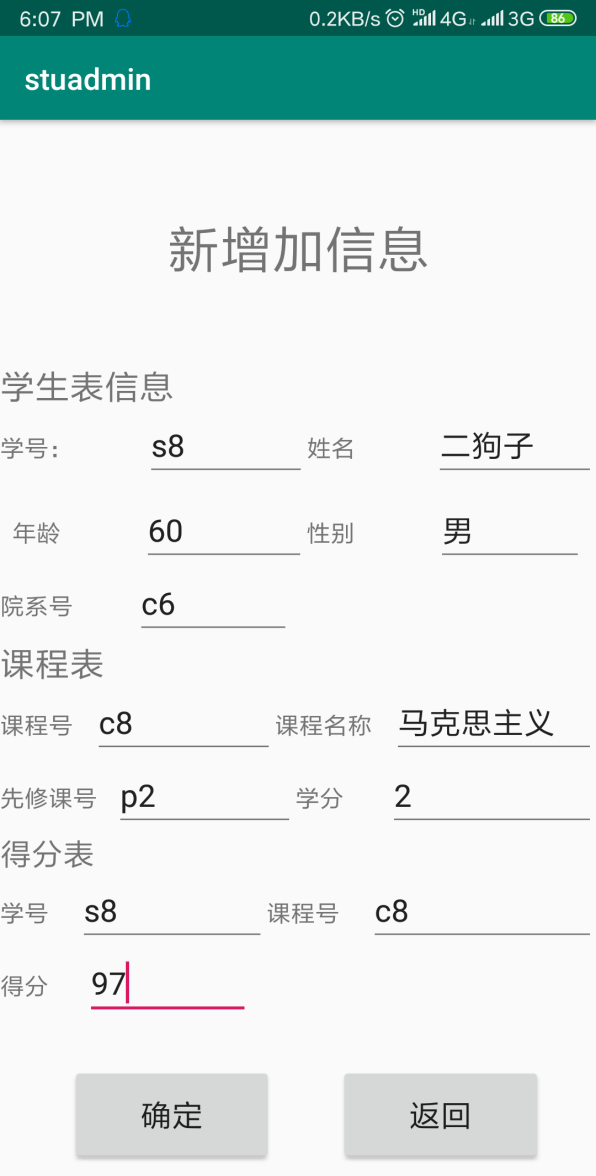 6:07 PM 0.2KB/s HD 4G 3G 86
stuadmin
新增加信息
学生表信息
学号: s8 姓名 二狗子
年龄 60 性别 男
院系号 c6
课程表
课程号 c8 课程名称 马克思主义
先修课号 p2 学分 2
得分表
学号 s8 课程号 c8
得分 97
确定 返回